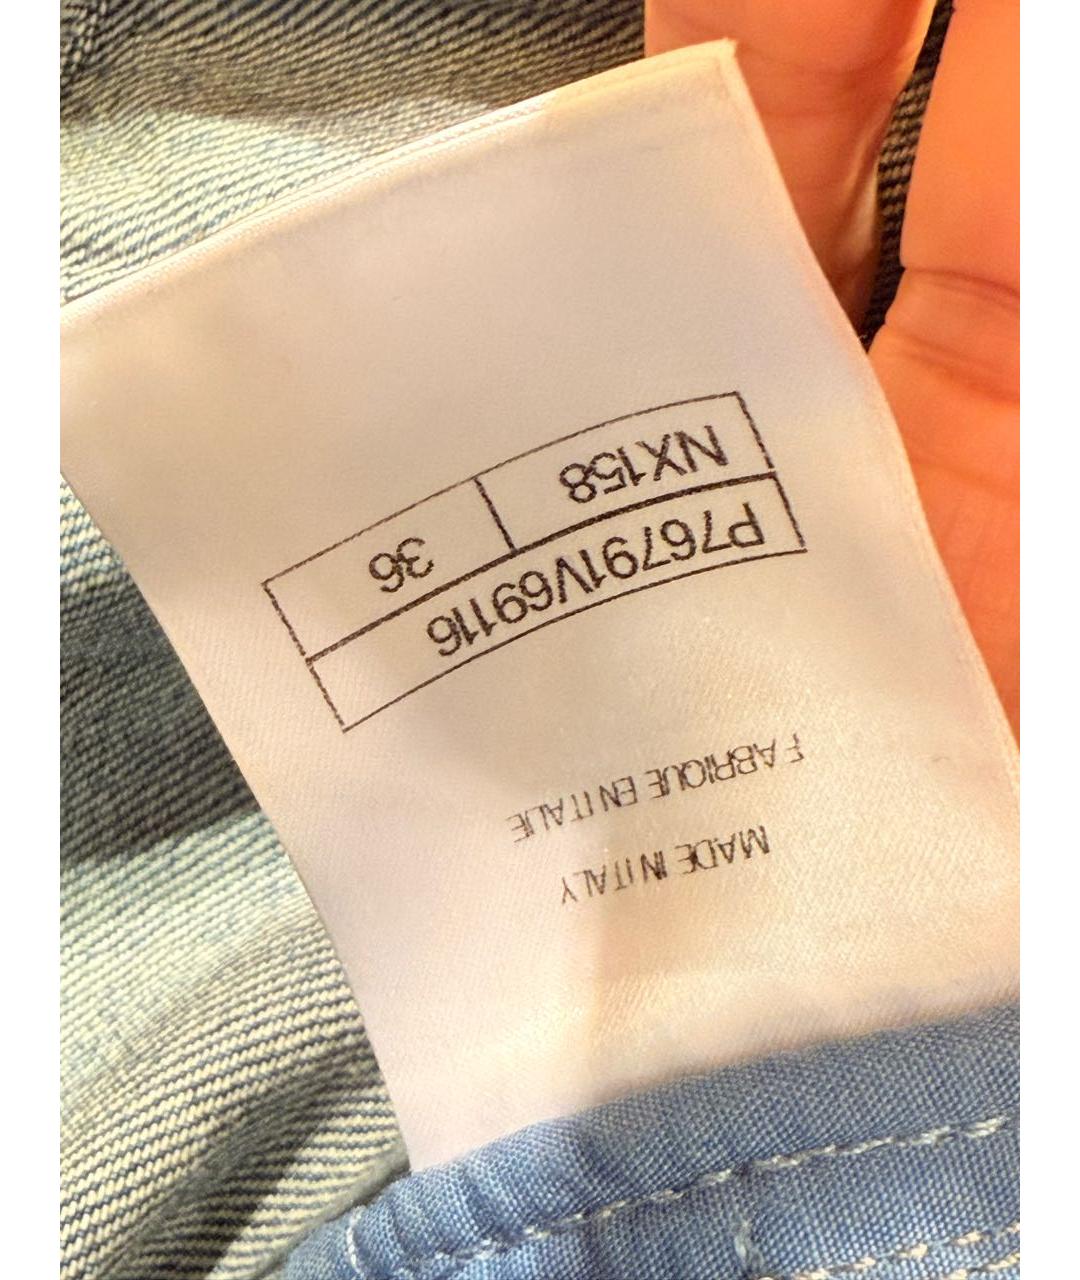 MADE IN ITALY
FABRIQUE EN ITALIE
P76791V69116
NX158 36